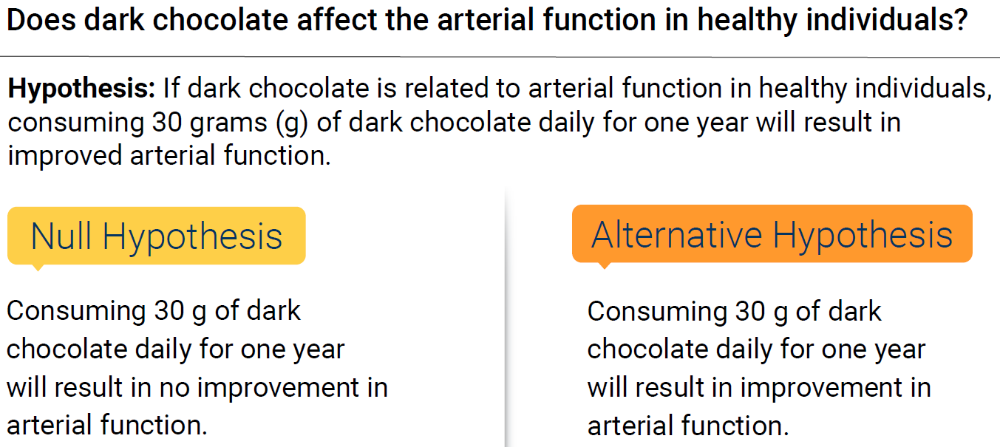 Does dark chocolate affect the arterial function in healthy individuals?
Hypothesis: If dark chocolate is related to arterial function in healthy individuals,
consuming 30 grams (g) of dark chocolate daily for one year will result in
improved arterial function.
Null Hypothesis
Consuming 30 g of dark
chocolate daily for one year
will result in no improvement in
arterial function.
Alternative Hypothesis
Consuming 30 g of dark
chocolate daily for one year
will result in improvement in
arterial function.